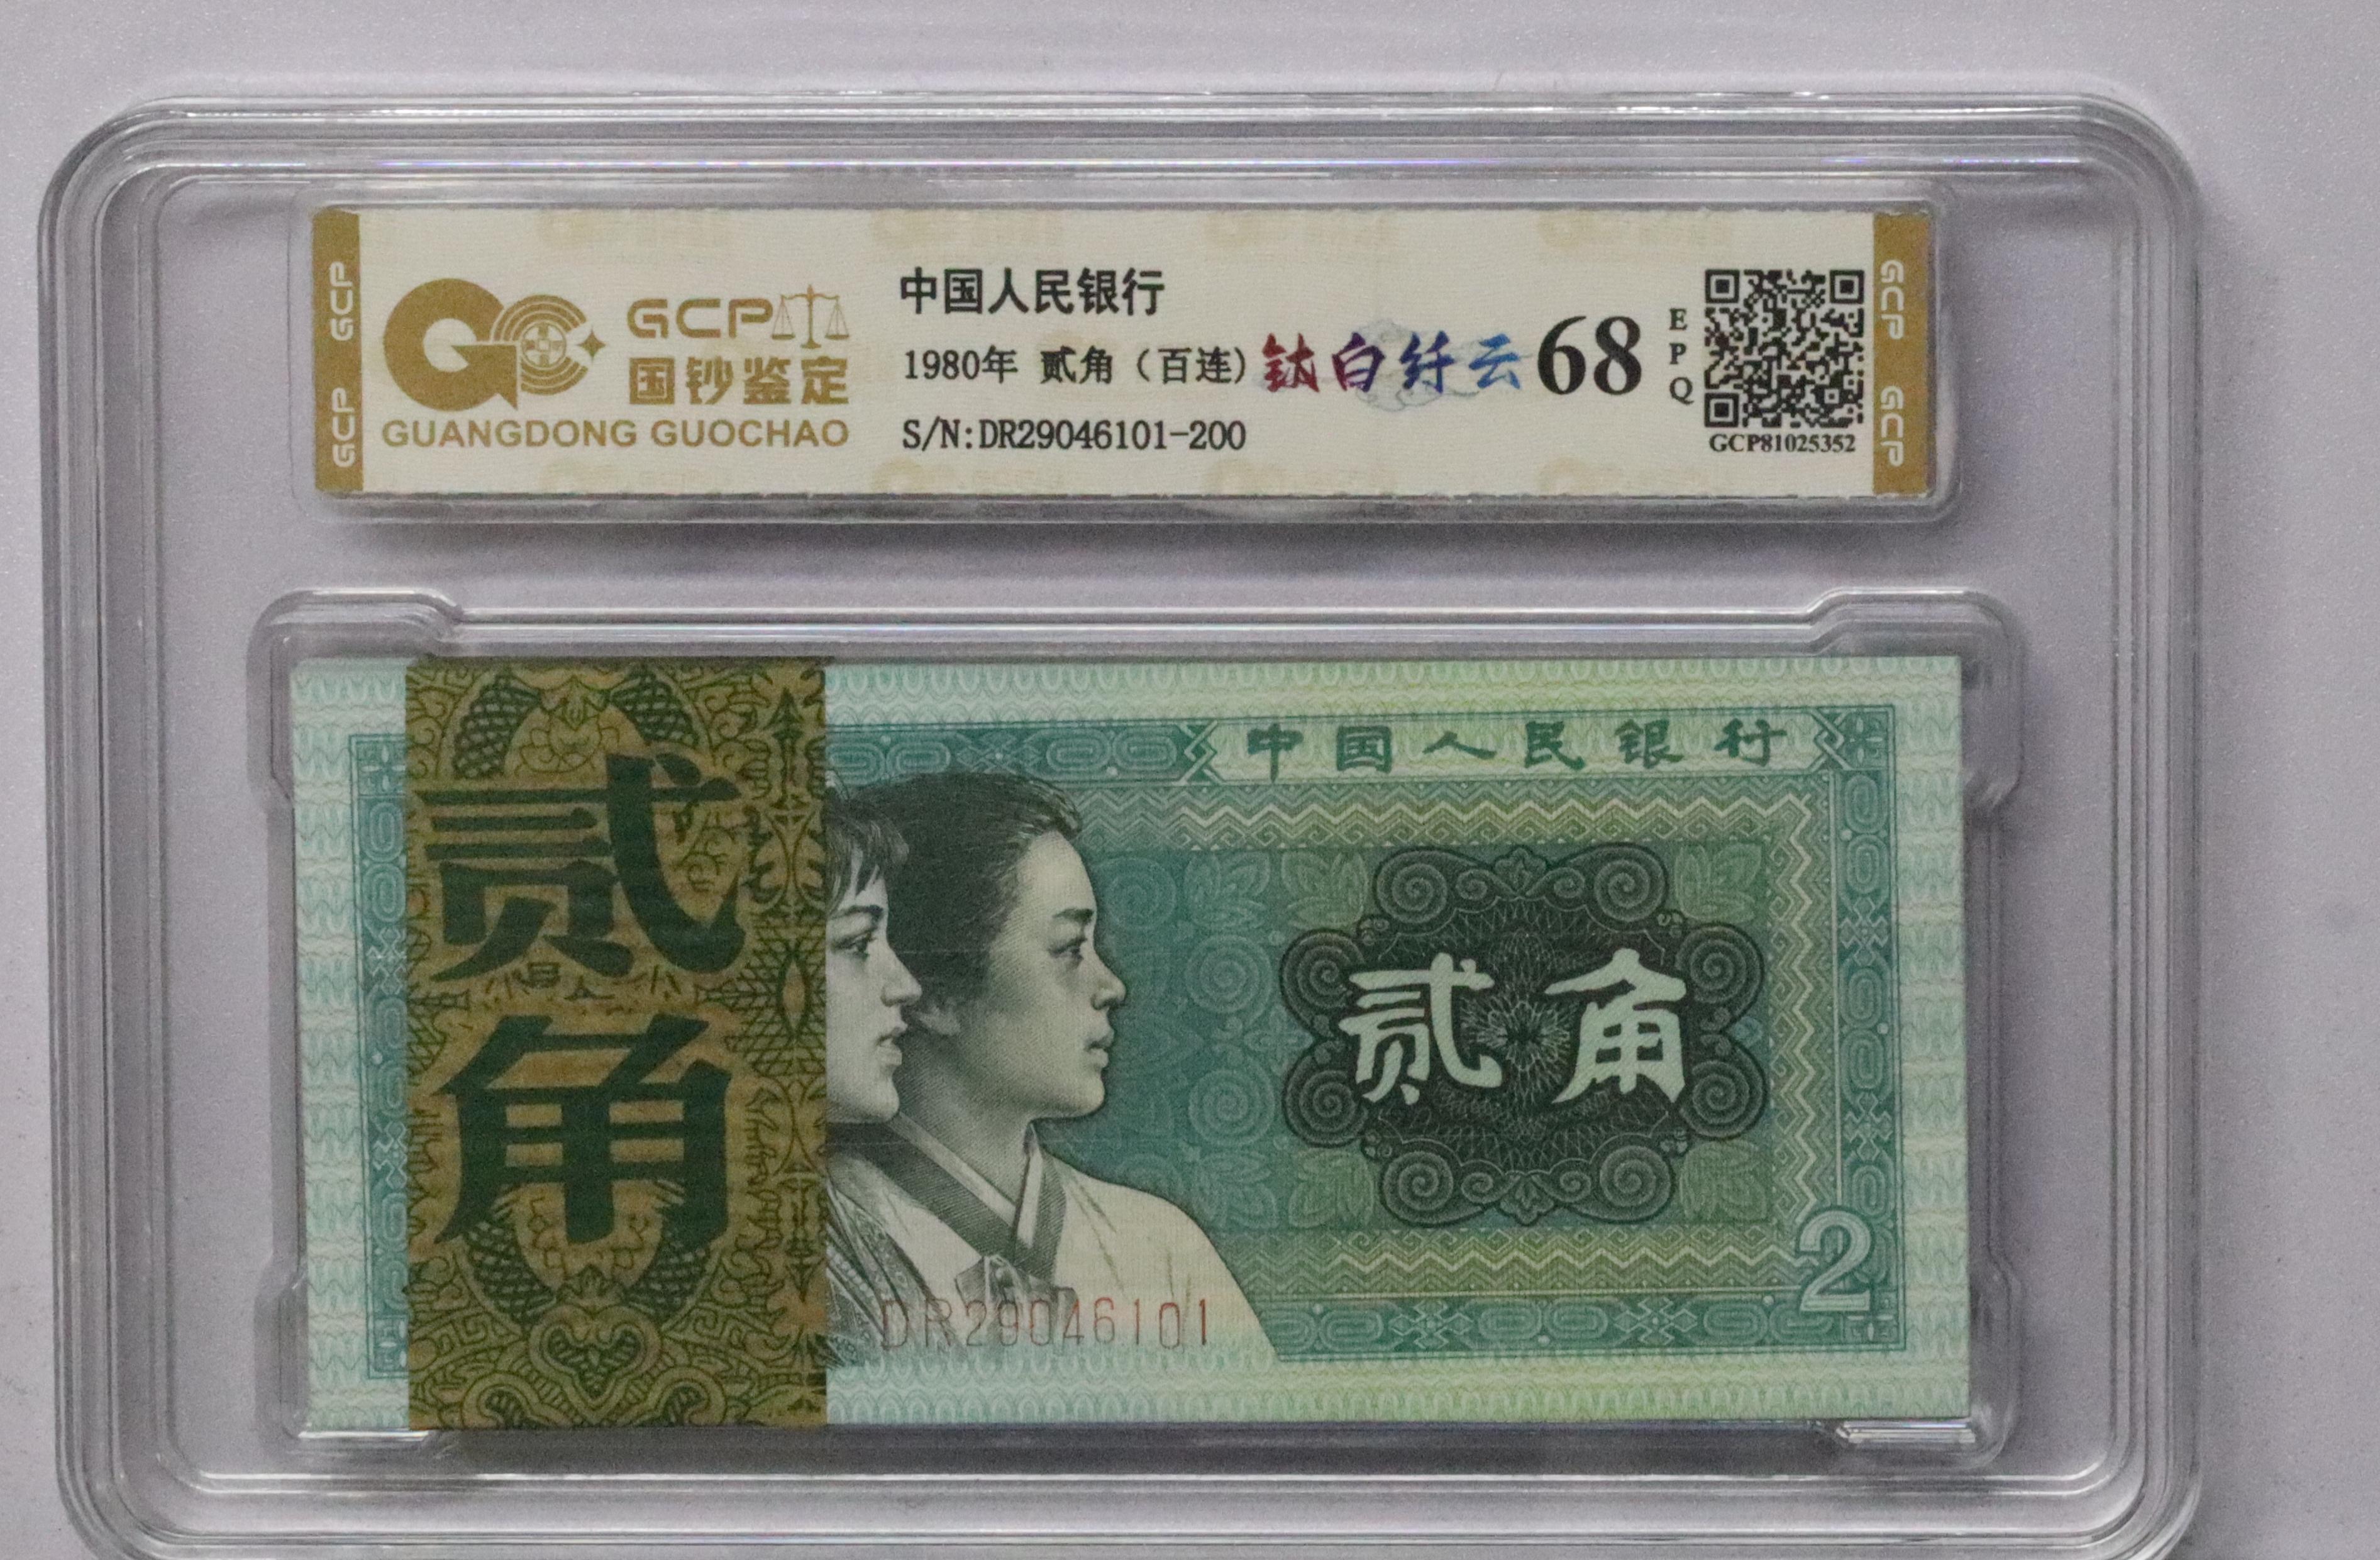 GCP GCP
GCP
国钞鉴定
GUANGDONG GUOCHAO
中国人民银行
1980年 贰角（百连）钛白纤云 68 EPQ
S/N:DR29046101-200
GCP81025352
GCP GCP
中国人民银行
贰角
贰角
2
DR29046101